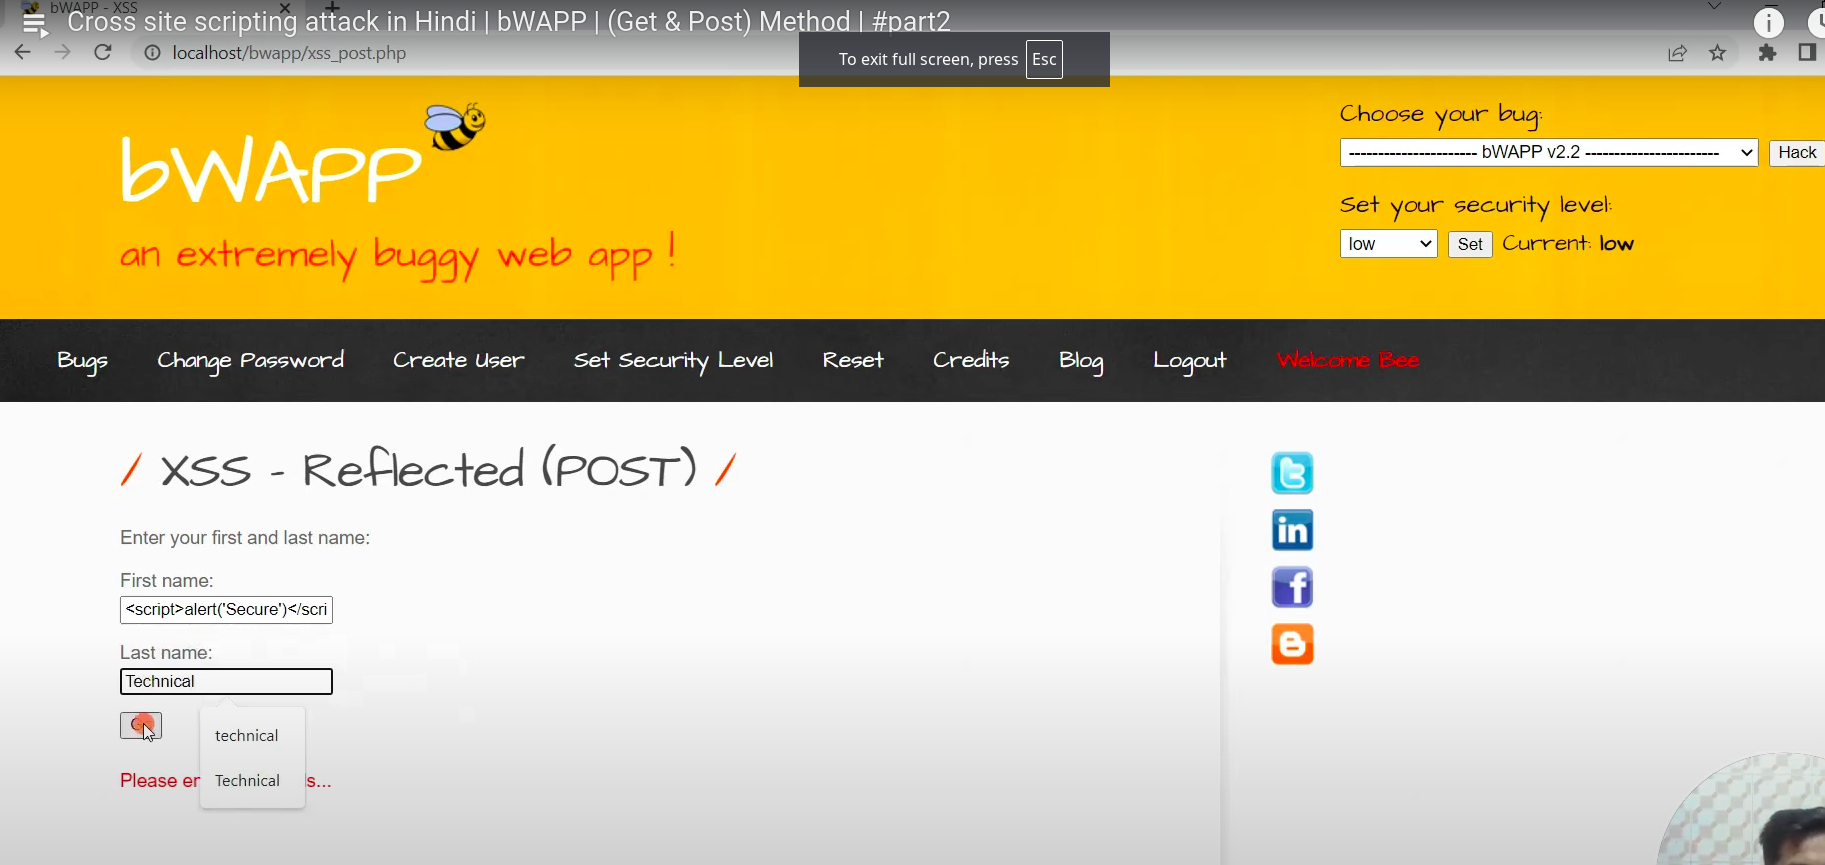 bWAPP - XSS
Cross site scripting attack in Hindi | bWAPP | (Get & Post) Method | #part2
localhost/bwapp/xss_post.php
To exit full screen, press Esc
bWAPP
an extremely buggy web app !
Choose your bug:
---------------------- bWAPP v2.2 -----------------------
Hack
Set your security level:
low
Set
Current: low
Bugs
Change Password
Create User
Set Security Level
Reset
Credits
Blog
Logout
Welcome Bee
/ XSS - Reflected (POST) /
Enter your first and last name:
First name:
<script>alert('Secure')</scri
Last name:
Technical
technical
Technical
Please